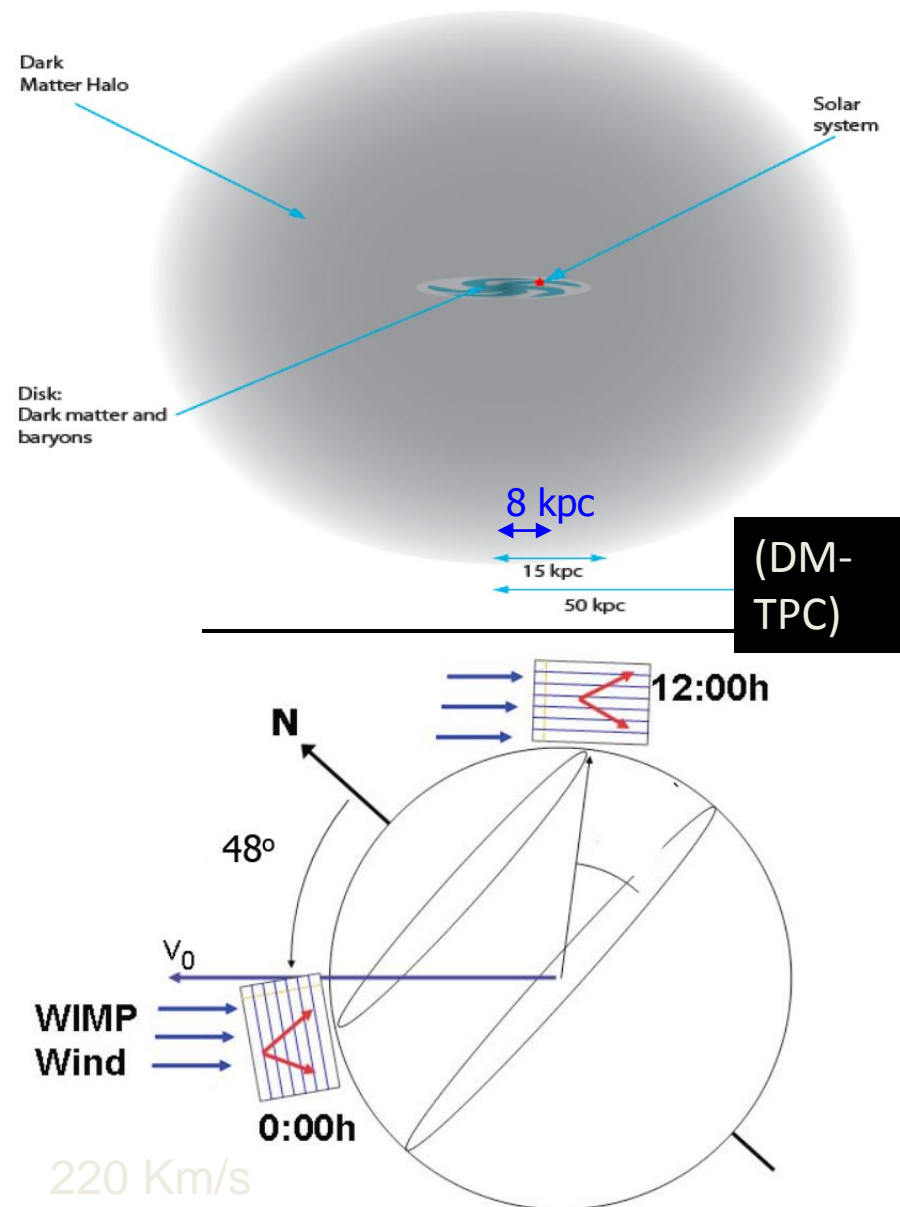 Dark
Matter Halo
Solar
system
Disk:
Dark matter and
baryons
8 kpc
15 kpc
50 kpc
(DM-
TPC)
12:00h
N
48º
V0
WIMP
Wind
0:00h
220 Km/s